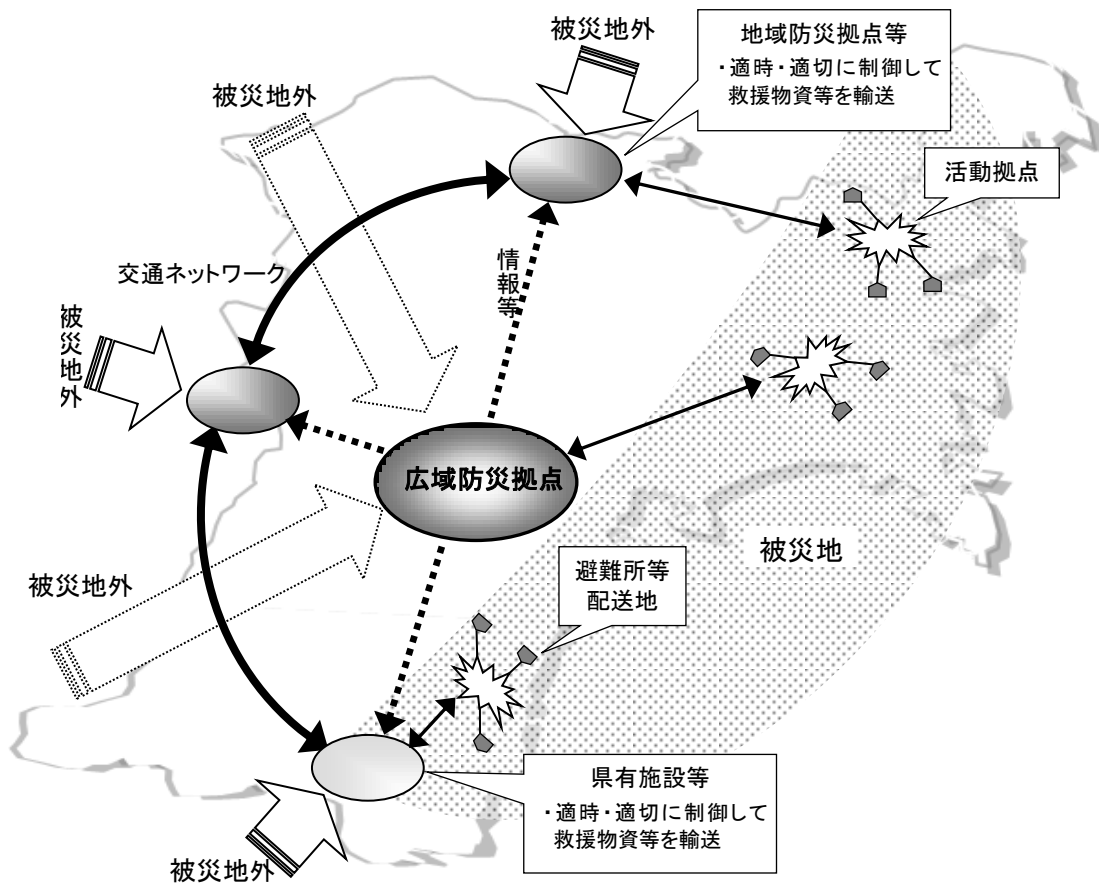 被災地外
地域防災拠点等
・適時・適切に制御して
救援物資等を輸送
被災地外
活動拠点
交通ネットワーク
情報等
被災地外
広域防災拠点
被災地
避難所等
配送地
被災地外
県有施設等
・適時・適切に制御して
救援物資等を輸送
被災地外